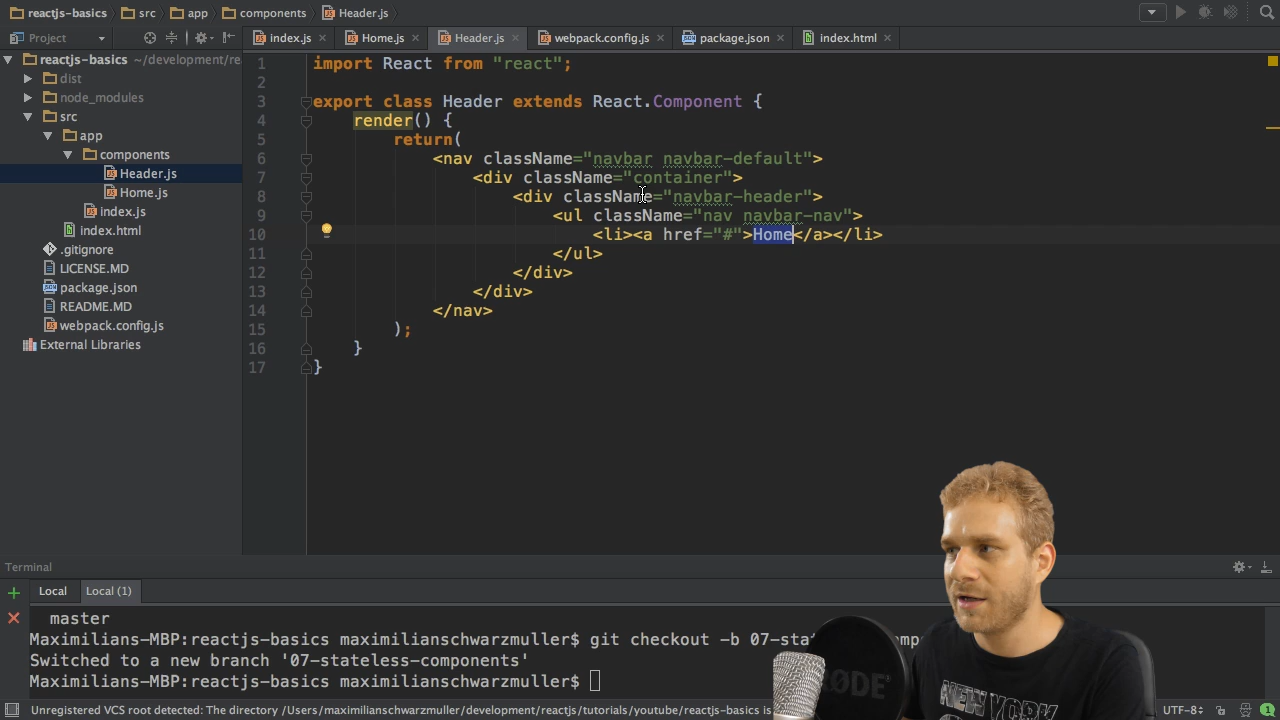 reactjs-basics src app components Header.js
Project index.js Home.js Header.js webpack.config.js package.json index.html
reactjs-basics ~/development/re
dist
node_modules
src
app
components
Header.js
Home.js
index.js
index.html
.gitignore
LICENSE.MD
package.json
README.MD
webpack.config.js
External Libraries
1 import React from "react";
2
3 export class Header extends React.Component {
4 render() {
5 return(
6 <nav className="navbar navbar-default">
7 <div className="container">
8 <div className="navbar-header">
9 <ul className="nav navbar-nav">
10 <li><a href="#">Home</a></li>
11 </ul>
12 </div>
13 </div>
14 </nav>
15 );
16 }
17 }
Terminal
Local Local (1)
master
Maximilians-MBP:reactjs-basics maximilianschwarzmuller$ git checkout -b 07-sta
Switched to a new branch '07-stateless-components'
Maximilians-MBP:reactjs-basics maximilianschwarzmuller$
RØDE
NEW YORK
Unregistered VCS root detected: The directory /Users/maximilianschwarzmuller/development/reactjs/tutorials/youtube/reactjs-basics is UTF-8 1